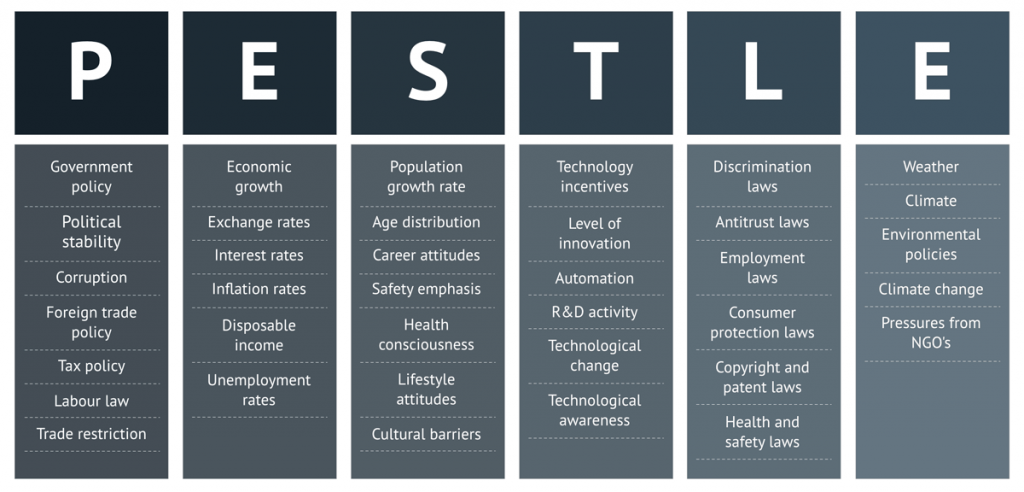 P
E
S
T
L
E
Government
policy
Political
stability
Corruption
Foreign trade
policy
Tax policy
Labour law
Trade restriction
Economic
growth
Exchange rates
Interest rates
Inflation rates
Disposable
income
Unemployment
rates
Population
growth rate
Age distribution
Career attitudes
Safety emphasis
Health
consciousness
Lifestyle
attitudes
Cultural barriers
Technology
incentives
Level of
innovation
Automation
R&D activity
Technological
change
Technological
awareness
Discrimination
laws
Antitrust laws
Employment
laws
Consumer
protection laws
Copyright and
patent laws
Health and
safety laws
Weather
Climate
Environmental
policies
Climate change
Pressures from
NGO's